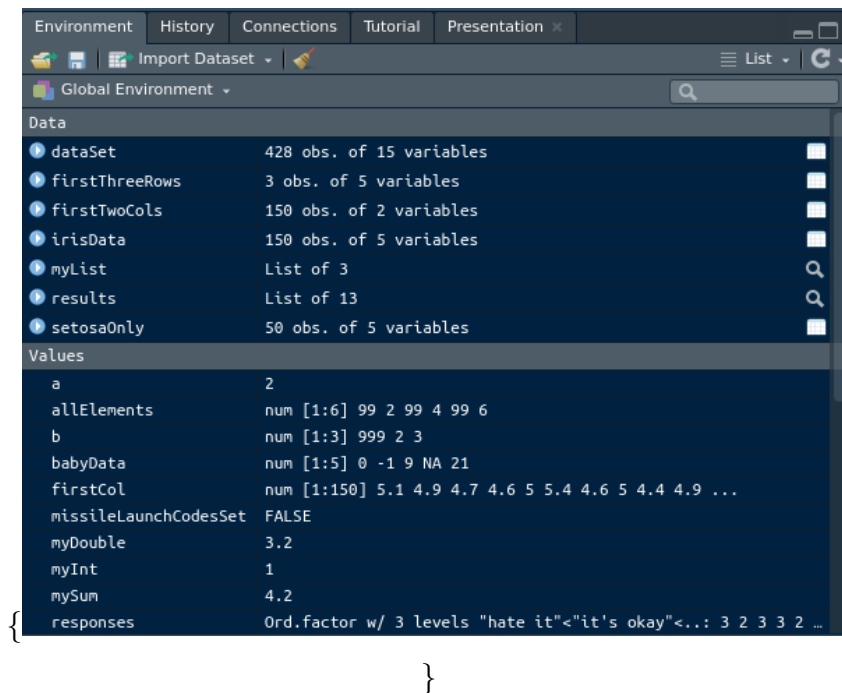 Environment History Connections Tutorial Presentation ×
Import Dataset List
Global Environment
Data
dataSet 428 obs. of 15 variables
firstThreeRows 3 obs. of 5 variables
firstTwoCols 150 obs. of 2 variables
irisData 150 obs. of 5 variables
myList List of 3
results List of 13
setosaOnly 50 obs. of 5 variables
Values
a 2
allElements num [1:6] 99 2 99 4 99 6
b num [1:3] 999 2 3
babyData num [1:5] 0 -1 9 NA 21
firstCol num [1:150] 5.1 4.9 4.7 4.6 5 5.4 4.6 5 4.4 4.9 ...
missileLaunchCodesSet FALSE
myDouble 3.2
myInt 1
mySum 4.2
{ responses Ord.factor w/ 3 levels "hate it"<"it's okay"<..: 3 2 3 3 2 …
}